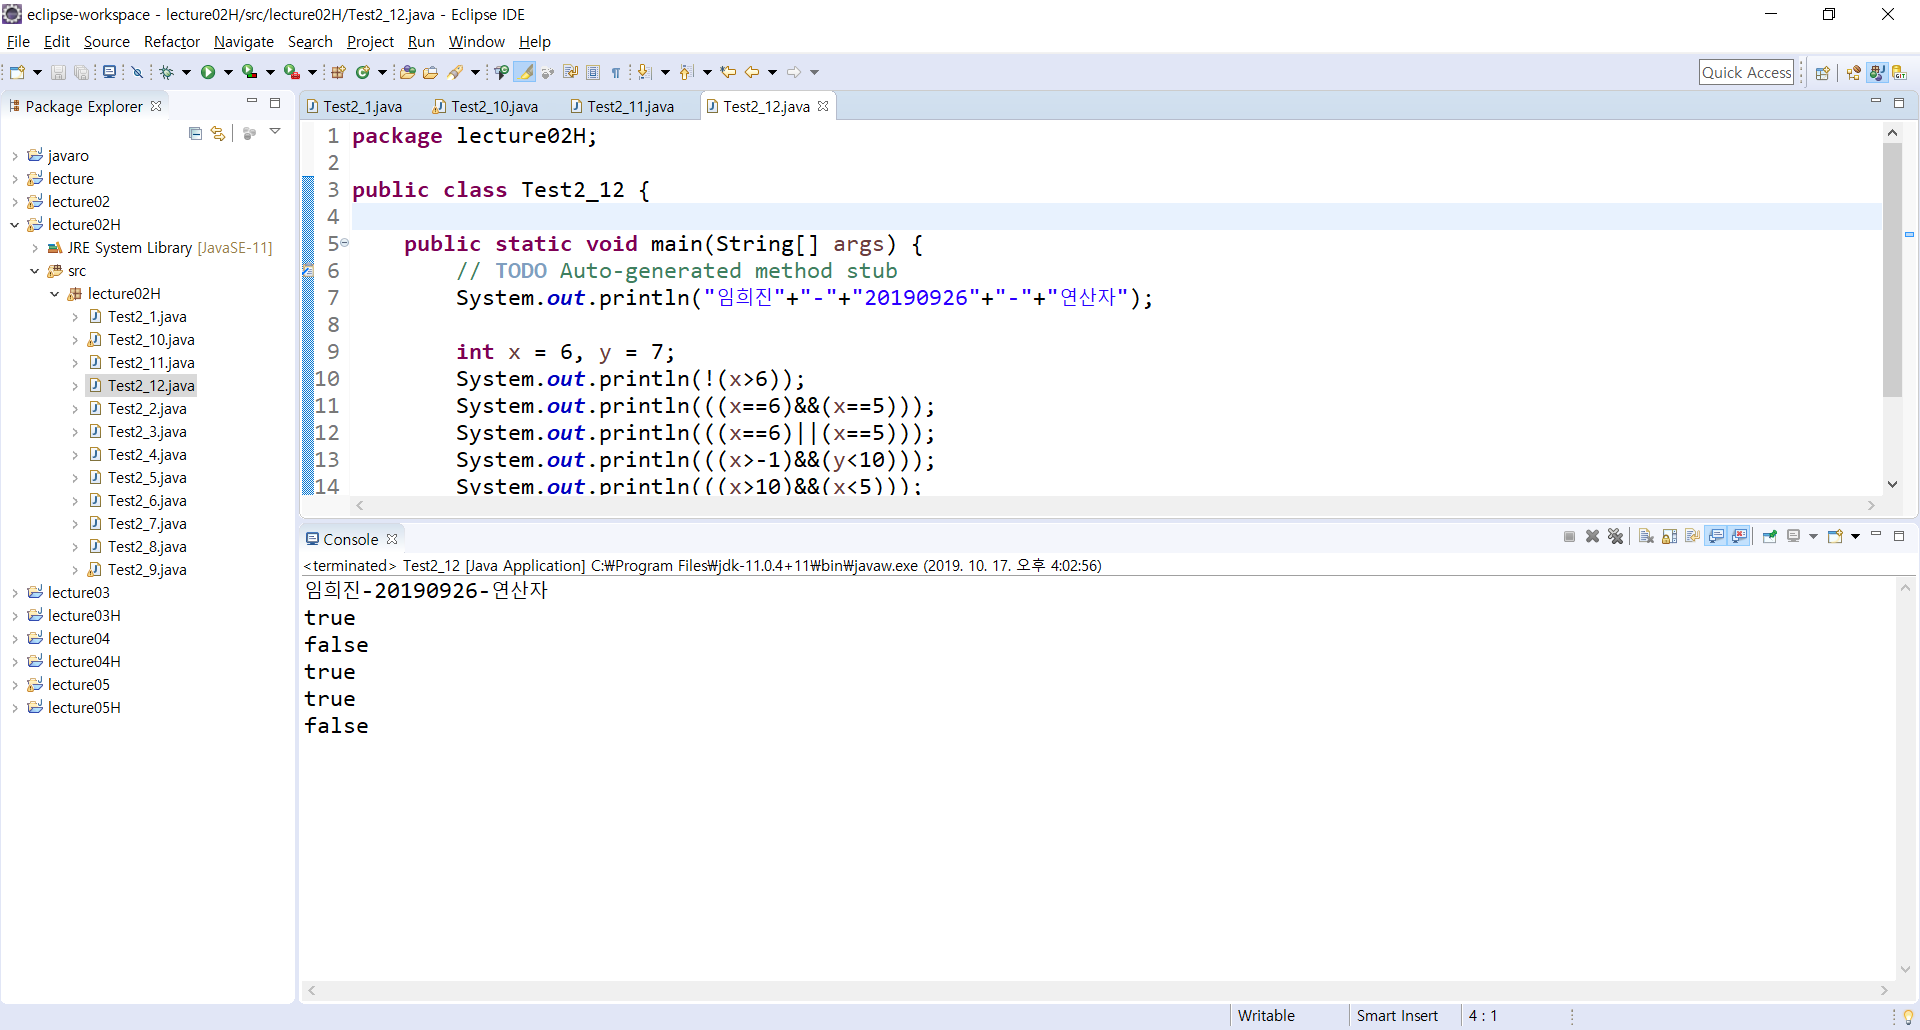 eclipse-workspace - lecture02H/src/lecture02H/Test2_12.java - Eclipse IDE
File Edit Source Refactor Navigate Search Project Run Window Help
Quick Access
Package Explorer
javaro
lecture
lecture02
lecture02H
JRE System Library [JavaSE-11]
src
lecture02H
Test2_1.java
Test2_10.java
Test2_11.java
Test2_12.java
Test2_2.java
Test2_3.java
Test2_4.java
Test2_5.java
Test2_6.java
Test2_7.java
Test2_8.java
Test2_9.java
lecture03
lecture03H
lecture04
lecture04H
lecture05
lecture05H
Test2_1.java Test2_10.java Test2_11.java Test2_12.java
1 package lecture02H;
2
3 public class Test2_12 {
4
5 public static void main(String[] args) {
6 // TODO Auto-generated method stub
7 System.out.println("임희진"+"-"+"20190926"+"-"+"연산자");
8
9 int x = 6, y = 7;
10 System.out.println(!(x>6));
11 System.out.println(((x==6)&&(x==5)));
12 System.out.println(((x==6)||(x==5)));
13 System.out.println(((x>-1)&&(y<10)));
14 System.out.println(((x>10)&&(x<5)));
Console
<terminated> Test2_12 [Java Application] C:₩Program Files₩jdk-11.0.4+11₩bin₩javaw.exe (2019. 10. 17. 오후 4:02:56)
임희진-20190926-연산자
true
false
true
true
false
Writable Smart Insert 4 : 1